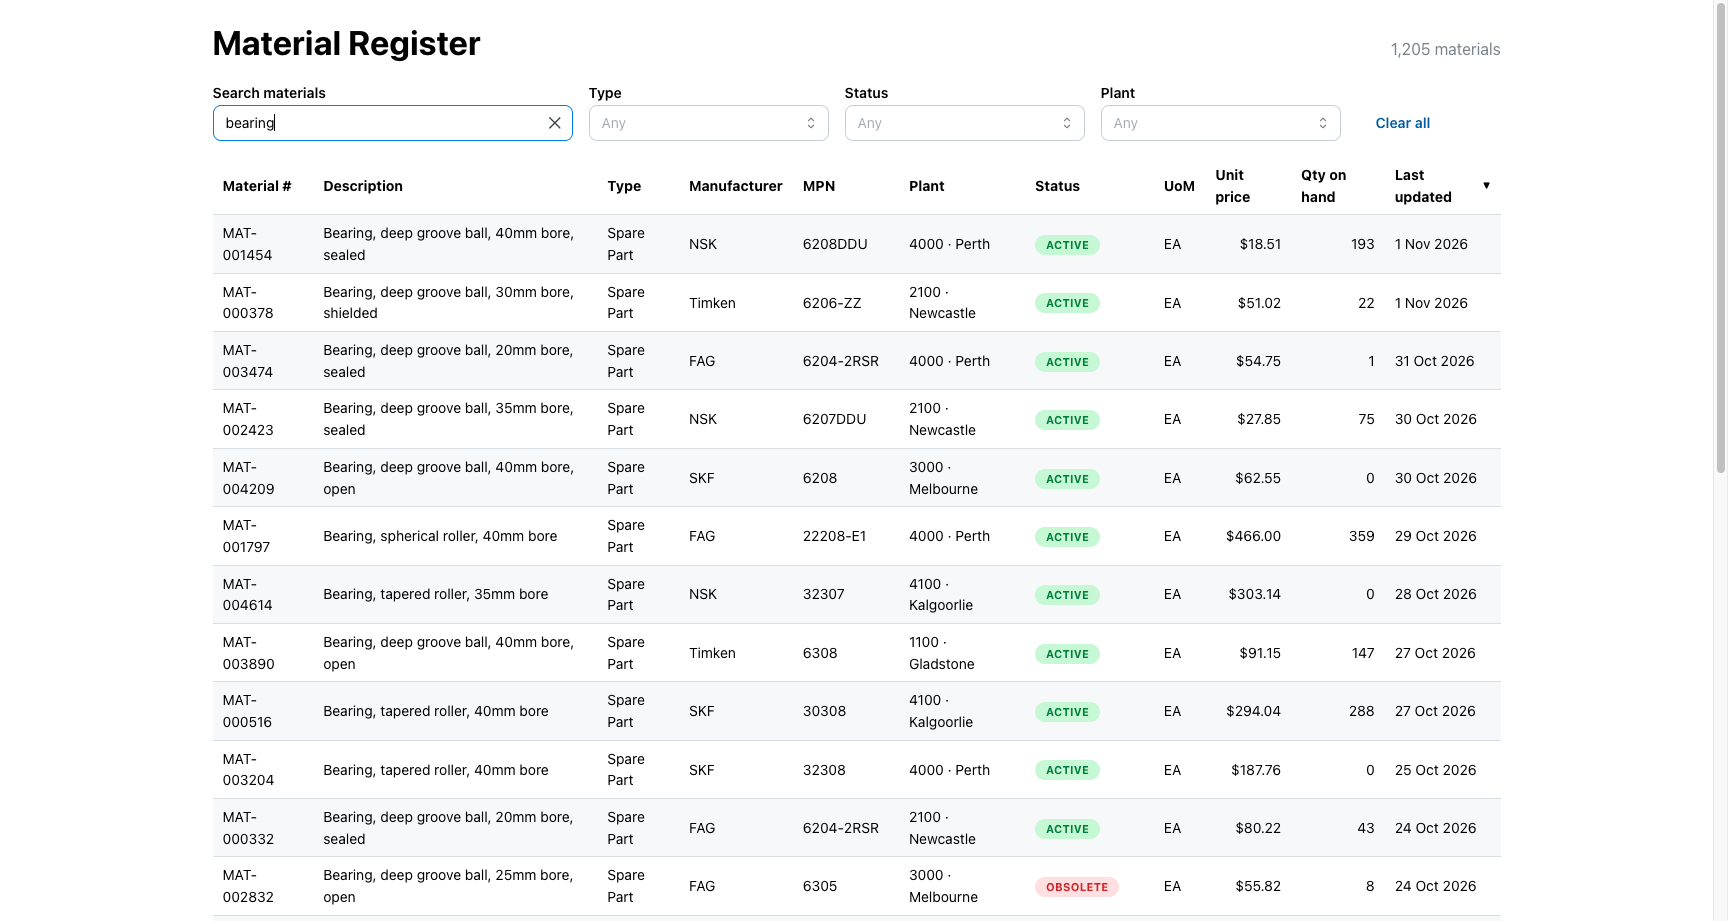 Material Register
1,205 materials
Search materials
Type
Status
Plant
bearing
Any
Any
Any
Clear all
Material # Description Type Manufacturer MPN Plant Status UoM Unit price Qty on hand Last updated ▼
MAT-001454 Bearing, deep groove ball, 40mm bore, sealed Spare Part NSK 6208DDU 4000 · Perth ACTIVE EA $18.51 193 1 Nov 2026
MAT-000378 Bearing, deep groove ball, 30mm bore, shielded Spare Part Timken 6206-ZZ 2100 · Newcastle ACTIVE EA $51.02 22 1 Nov 2026
MAT-003474 Bearing, deep groove ball, 20mm bore, sealed Spare Part FAG 6204-2RSR 4000 · Perth ACTIVE EA $54.75 1 31 Oct 2026
MAT-002423 Bearing, deep groove ball, 35mm bore, sealed Spare Part NSK 6207DDU 2100 · Newcastle ACTIVE EA $27.85 75 30 Oct 2026
MAT-004209 Bearing, deep groove ball, 40mm bore, open Spare Part SKF 6208 3000 · Melbourne ACTIVE EA $62.55 0 30 Oct 2026
MAT-001797 Bearing, spherical roller, 40mm bore Spare Part FAG 22208-E1 4000 · Perth ACTIVE EA $466.00 359 29 Oct 2026
MAT-004614 Bearing, tapered roller, 35mm bore Spare Part NSK 32307 4100 · Kalgoorlie ACTIVE EA $303.14 0 28 Oct 2026
MAT-003890 Bearing, deep groove ball, 40mm bore, open Spare Part Timken 6308 1100 · Gladstone ACTIVE EA $91.15 147 27 Oct 2026
MAT-000516 Bearing, tapered roller, 40mm bore Spare Part SKF 30308 4100 · Kalgoorlie ACTIVE EA $294.04 288 27 Oct 2026
MAT-003204 Bearing, tapered roller, 40mm bore Spare Part SKF 32308 4000 · Perth ACTIVE EA $187.76 0 25 Oct 2026
MAT-000332 Bearing, deep groove ball, 20mm bore, sealed Spare Part FAG 6204-2RSR 2100 · Newcastle ACTIVE EA $80.22 43 24 Oct 2026
MAT-002832 Bearing, deep groove ball, 25mm bore, open Spare Part FAG 6305 3000 · Melbourne OBSOLETE EA $55.82 8 24 Oct 2026